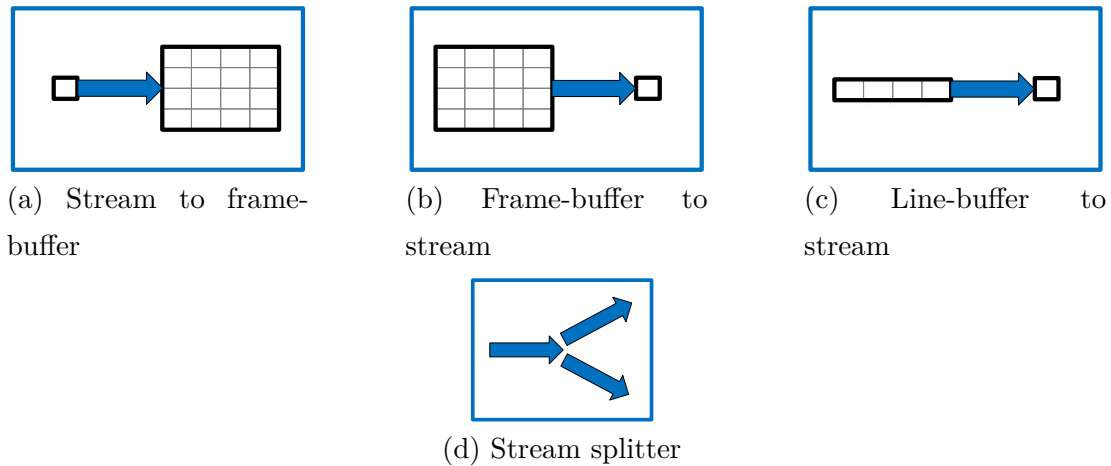 (a) Stream to frame-
buffer
(b) Frame-buffer to
stream
(c) Line-buffer to
stream
(d) Stream splitter